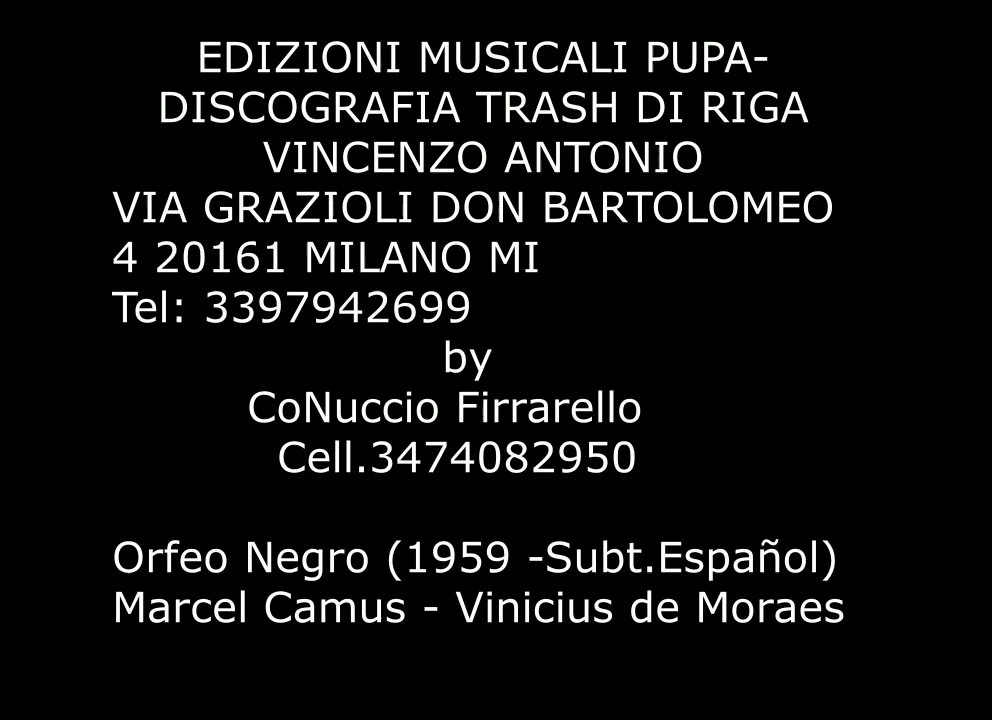 EDIZIONI MUSICALI PUPA-
DISCOGRAFIA TRASH DI RIGA
VINCENZO ANTONIO
VIA GRAZIOLI DON BARTOLOMEO
4 20161 MILANO MI
Tel: 3397942699
by
CoNuccio Firrarello
Cell.3474082950
Orfeo Negro (1959 -Subt.Español)
Marcel Camus - Vinicius de Moraes